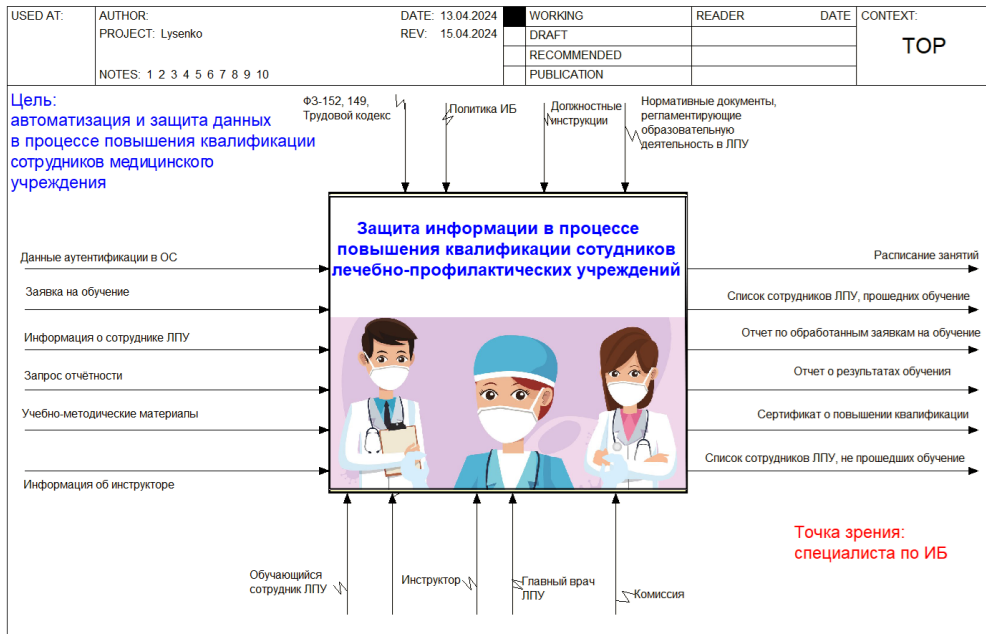 USED AT:
AUTHOR:
DATE: 13.04.2024
WORKING
READER
DATE
CONTEXT:
PROJECT: Lysenko
REV: 15.04.2024
DRAFT
TOP
RECOMMENDED
NOTES: 1 2 3 4 5 6 7 8 9 10
PUBLICATION
Цель:
автоматизация и защита данных
в процессе повышения квалификации
сотрудников медицинского
учреждения
ФЗ-152, 149,
Трудовой кодекс
Политика ИБ
Должностные
инструкции
Нормативные документы,
регламентирующие
образовательную
деятельность в ЛПУ
Защита информации в процессе
повышения квалификации сотудников
лечебно-профилактических учреждений
Данные аутентификации в ОС
Заявка на обучение
Информация о сотруднике ЛПУ
Запрос отчётности
Учебно-методические материалы
Информация об инструкторе
Расписание занятий
Список сотрудников ЛПУ, прошедних обучение
Отчет по обработанным заявкам на обучение
Отчет о результатах обучения
Сертификат о повышении квалификации
Список сотрудников ЛПУ, не прошедших обучение
Точка зрения:
специалиста по ИБ
Обучающийся
сотрудник ЛПУ
Инструктор
Главный врач
ЛПУ
Комиссия